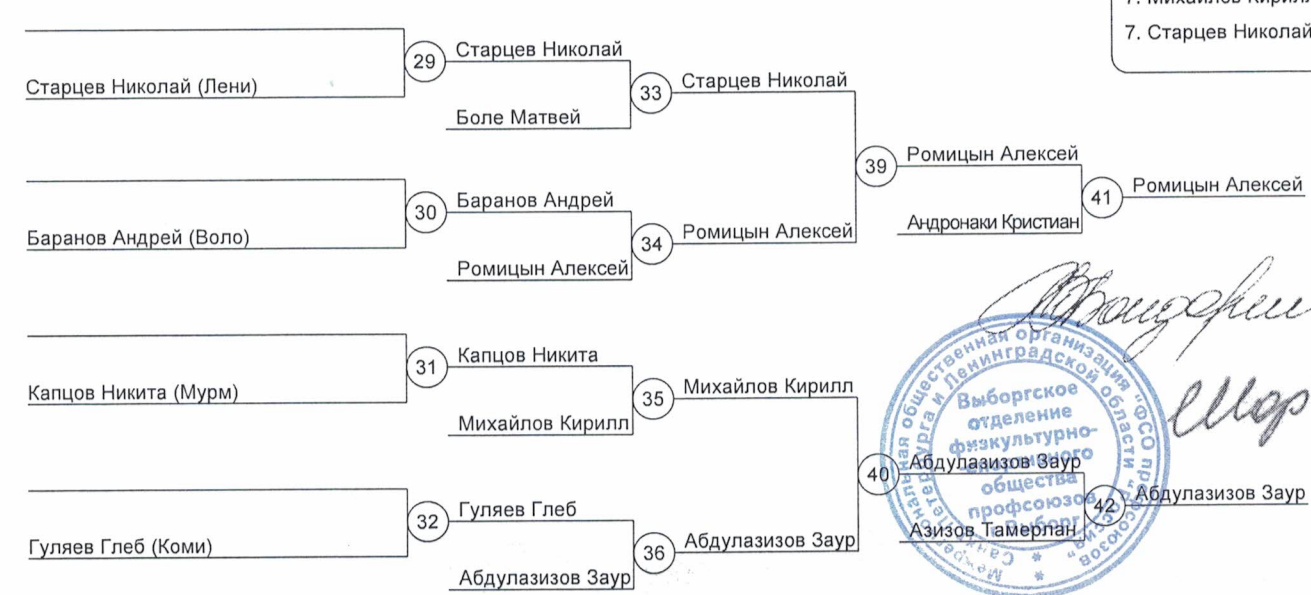 7. Старцев Николай
Старцев Николай (Лени)
29
Старцев Николай
Боле Матвей
33
Старцев Николай
Баранов Андрей (Воло)
30
Баранов Андрей
Ромицын Алексей
34
Ромицын Алексей
39
Ромицын Алексей
Андронаки Кристиан
41
Ромицын Алексей
Капцов Никита (Мурм)
31
Капцов Никита
Михайлов Кирилл
35
Михайлов Кирилл
Гуляев Глеб (Коми)
32
Гуляев Глеб
Абдулазизов Заур
36
Абдулазизов Заур
40
Абдулазизов Заур
Азизов Тамерлан
42
Абдулазизов Заур
Выборгское
отделение
физкультурно-
спортивного
общества
профсоюзов